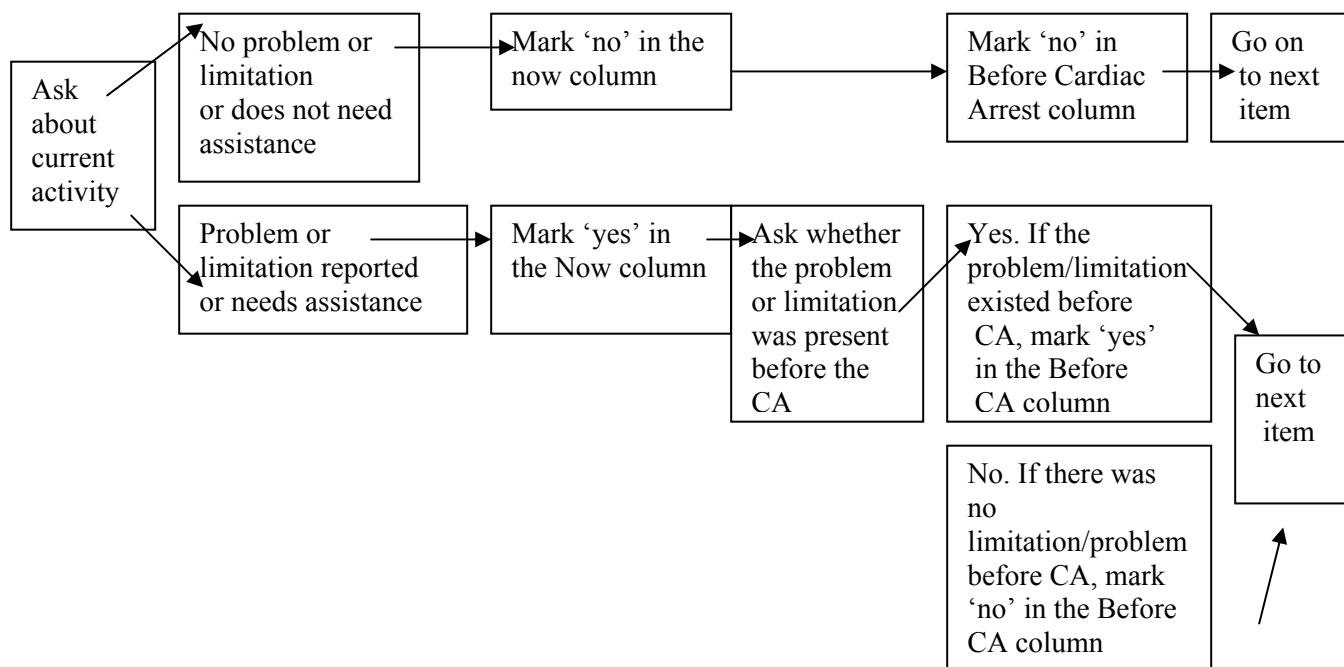 Ask
about
current
activity
No problem or
limitation
or does not need
assistance
Mark ‘no’ in the
now column
Mark ‘no’ in
Before Cardiac
Arrest column
Go on
to next
item
Problem or
limitation reported
or needs assistance
Mark ‘yes’ in
the Now column
Ask whether
the problem
or limitation
was present
before the
CA
Yes. If the
problem/limitation
existed before
CA, mark ‘yes’
in the Before
CA column
No. If there was
no
limitation/problem
before CA, mark
‘no’ in the Before
CA column
Go to
next
item